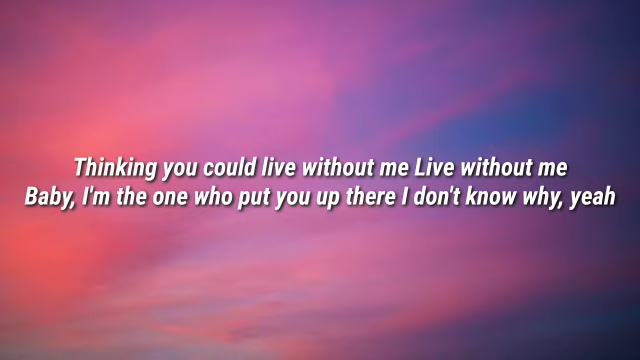 Thinking you could live without me Live without me
Baby, I'm the one who put you up there I don't know why, yeah